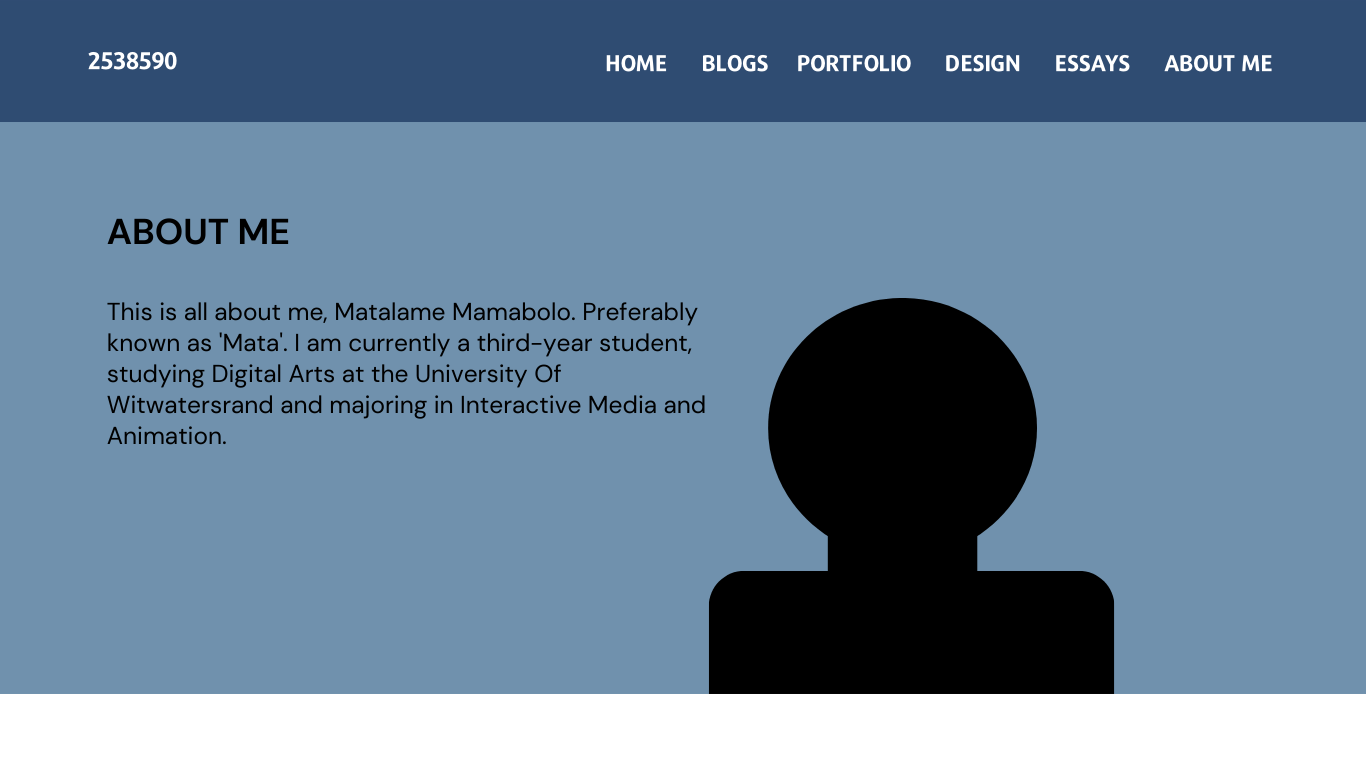 2538590
HOME BLOGS PORTFOLIO DESIGN ESSAYS ABOUT ME
ABOUT ME
This is all about me, Matalame Mamabolo. Preferably
known as 'Mata'. I am currently a third-year student,
studying Digital Arts at the University Of
Witwatersrand and majoring in Interactive Media and
Animation.